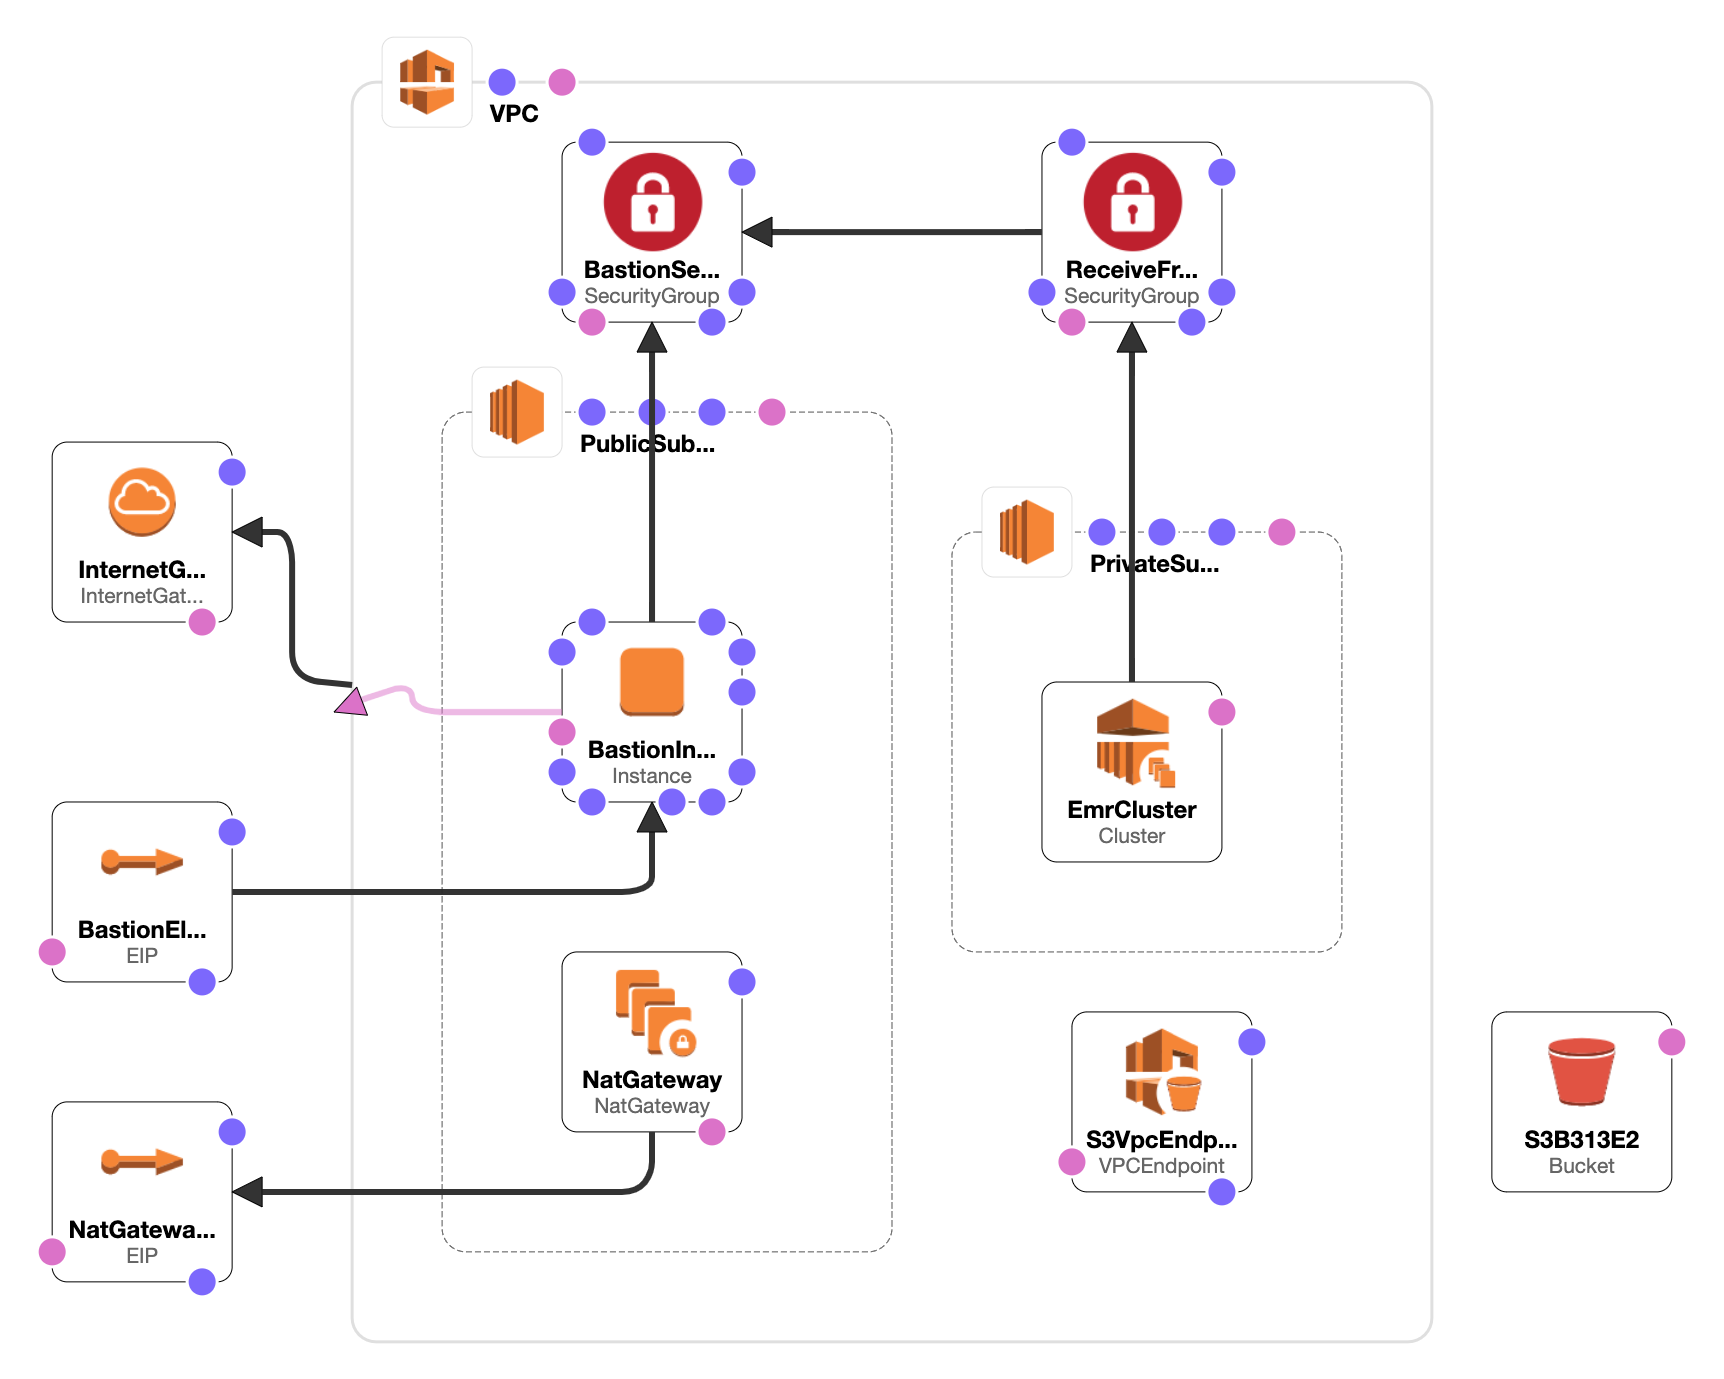 VPC
BastionSe...
SecurityGroup
ReceiveFr...
SecurityGroup
PublicSub...
InternetG...
InternetGat...
PrivateSu...
BastionIn...
Instance
EmrCluster
Cluster
BastionEl...
EIP
NatGateway
NatGateway
S3VpcEndp...
VPCEndpoint
S3B313E2
Bucket
NatGatewa...
EIP